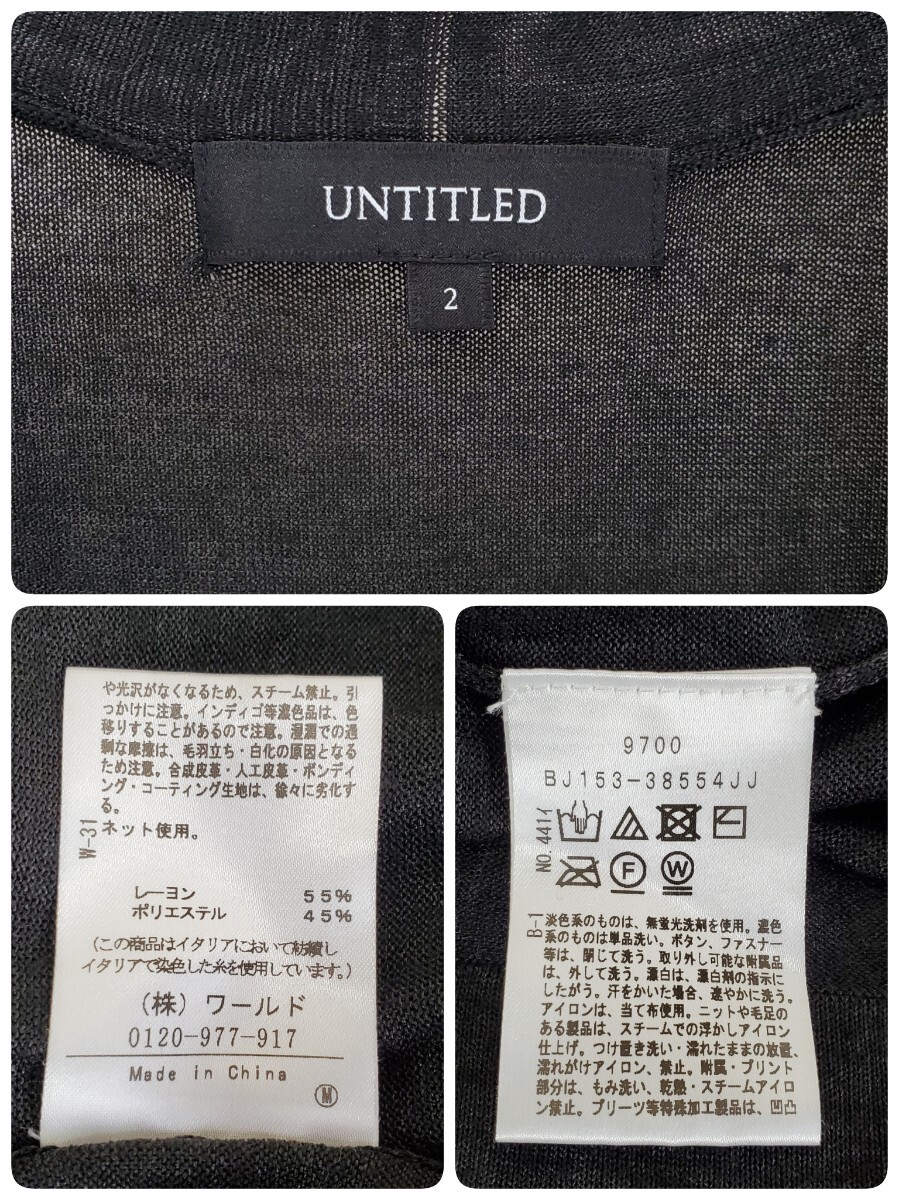 UNTITLED
2
や光沢がなくなるため、スチーム禁止。引
っかけに注意。インディゴ等濃色品は、色
移りすることがあるので注意。湿潤での過
剰な摩擦は、毛羽立ち・白化の原因となる
ため注意。合成皮革・人工皮革・ボンディ
ング・コーティング生地は、徐々に劣化す
る。
W-31
ネット使用。
レーヨン 55%
ポリエステル 45%
(この商品はイタリアにおいて紡績し
イタリアで染色した糸を使用しています。)
(株) ワールド
0120-977-917
Made in China
M
9700
BJ153-38554JJ
NO.441イ
F W
B-1
淡色系のものは、無蛍光洗剤を使用。濃色
系のものは単品洗い。ボタン、ファスナー
等は、閉じて洗う。取り外し可能な附属品
は、外して洗う。漂白は、漂白剤の指示に
したがう。汗をかいた場合、速やかに洗う。
アイロンは、当て布使用。ニットや毛足の
ある製品は、スチームでの浮かしアイロン
仕上げ。つけ置き洗い・濡れたままの放置、
濡れがけアイロン、禁止。附属・プリント
部分は、もみ洗い、乾熱・スチームアイロ
ン禁止。プリーツ等特殊加工製品は、凹凸